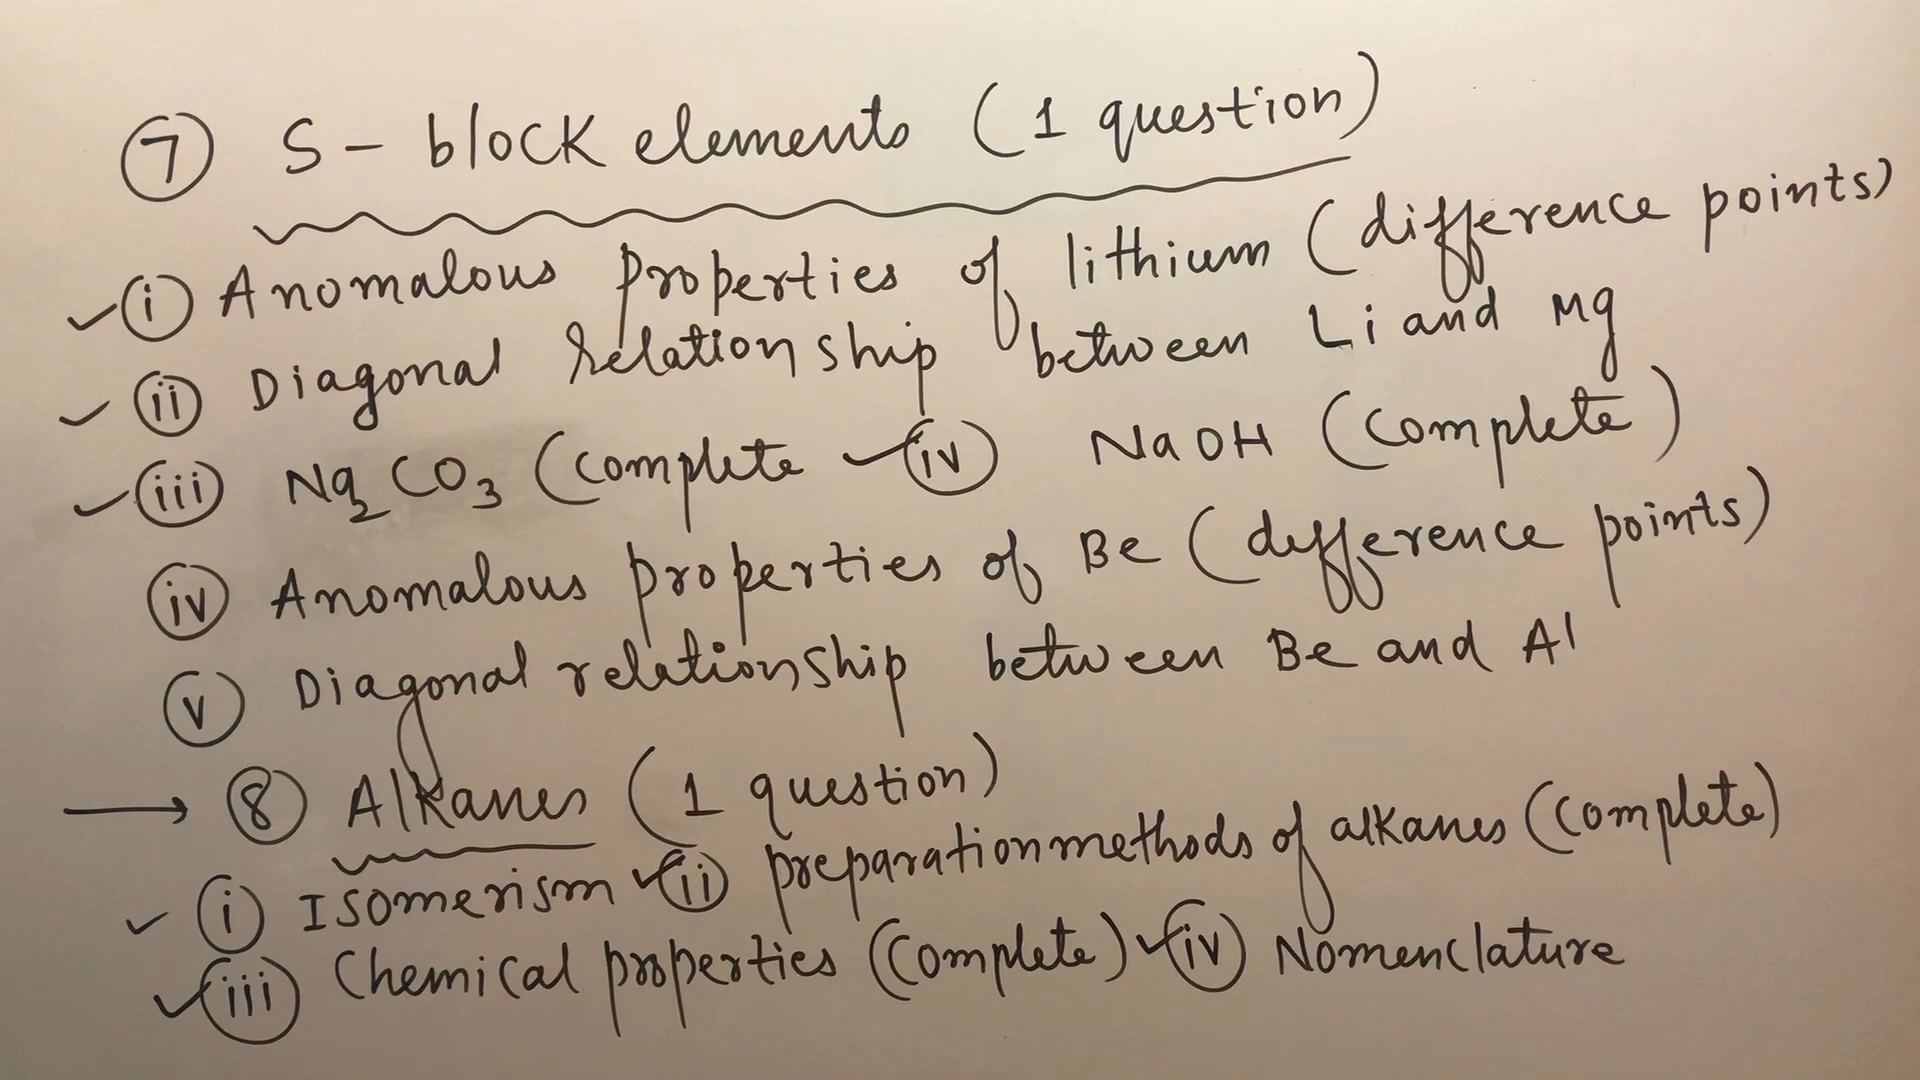 ⑦ S - block elements (1 question)
✓ ⓘ Anomalous properties of lithium (difference points)
✓ ⅱ Diagonal relationship between Li and Mg
✓ ⅲ Na2CO3 (complete ✓ ⅳ NaOH (complete)
ⅳ Anomalous properties of Be (difference points)
ⅴ Diagonal relationship between Be and Al
→ ⑧ Alkanes (1 question)
✓ ⓘ Isomerism ✓ ⅱ preparation methods of alkanes (complete)
✓ ⅲ Chemical properties (complete) ✓ ⅳ Nomenclature